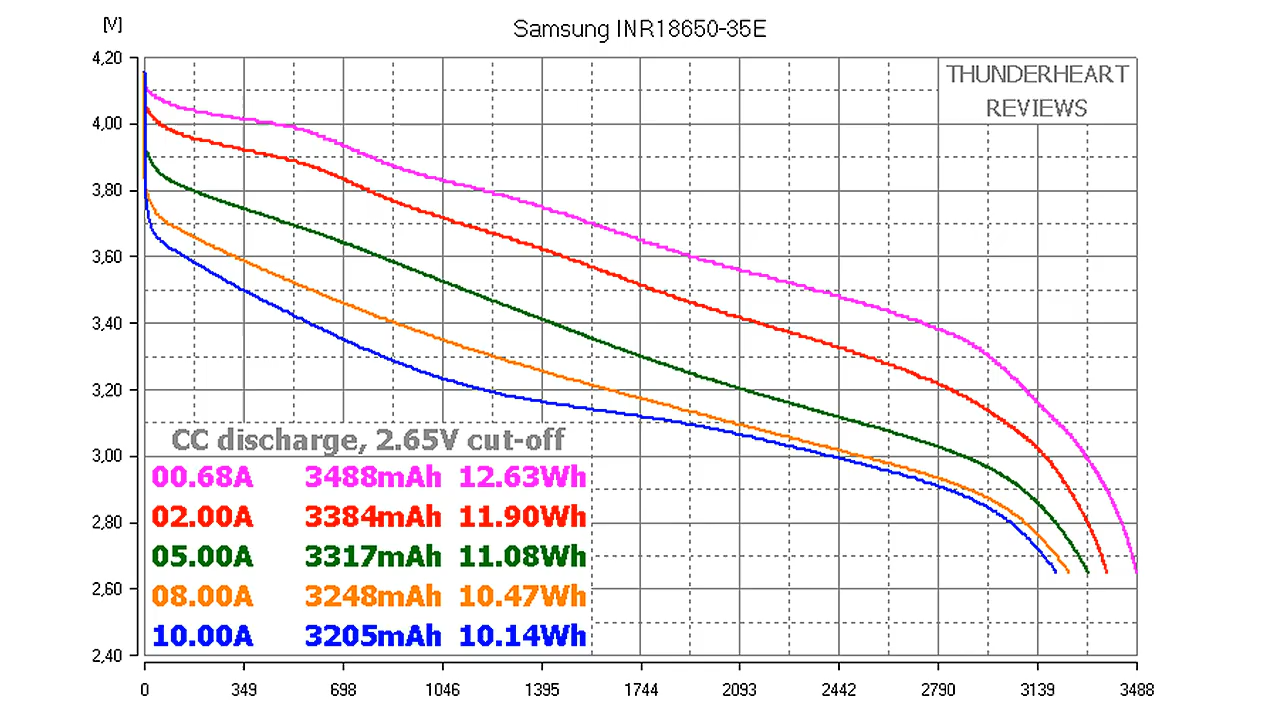 [V]
Samsung INR18650-35E
THUNDERHEART
REVIEWS
4,20
4,00
3,80
3,60
3,40
3,20
3,00
2,80
2,60
2,40
CC discharge, 2.65V cut-off
00.68A 3488mAh 12.63Wh
02.00A 3384mAh 11.90Wh
05.00A 3317mAh 11.08Wh
08.00A 3248mAh 10.47Wh
10.00A 3205mAh 10.14Wh
0 349 698 1046 1395 1744 2093 2442 2790 3139 3488